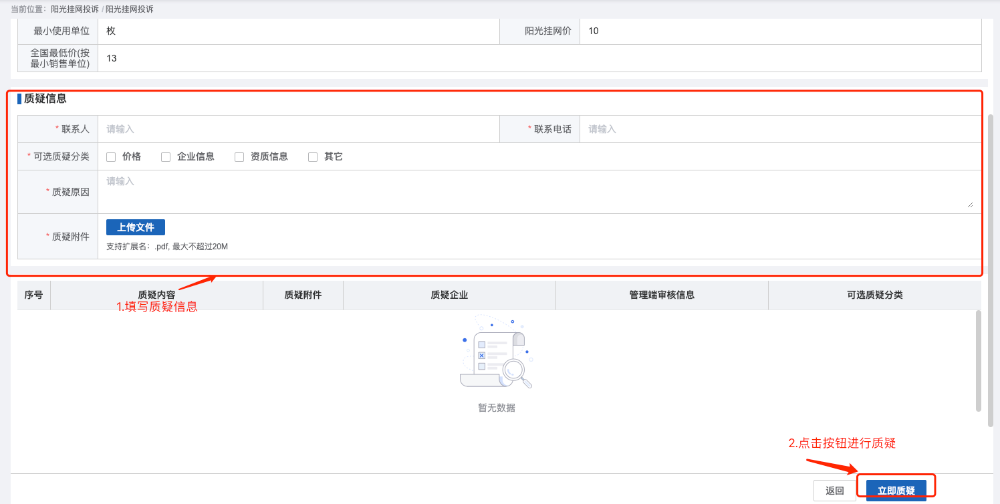 当前位置：阳光挂网投诉 / 阳光挂网投诉
最小使用单位 枚 阳光挂网价 10
全国最低价(按
最小销售单位) 13
质疑信息
* 联系人 请输入 * 联系电话 请输入
* 可选质疑分类 价格 企业信息 资质信息 其它
* 质疑原因 请输入
* 质疑附件 上传文件
支持扩展名：.pdf, 最大不超过20M
序号 质疑内容 质疑附件 质疑企业 管理端审核信息 可选质疑分类
1.填写质疑信息
暂无数据
2.点击按钮进行质疑
返回 立即质疑